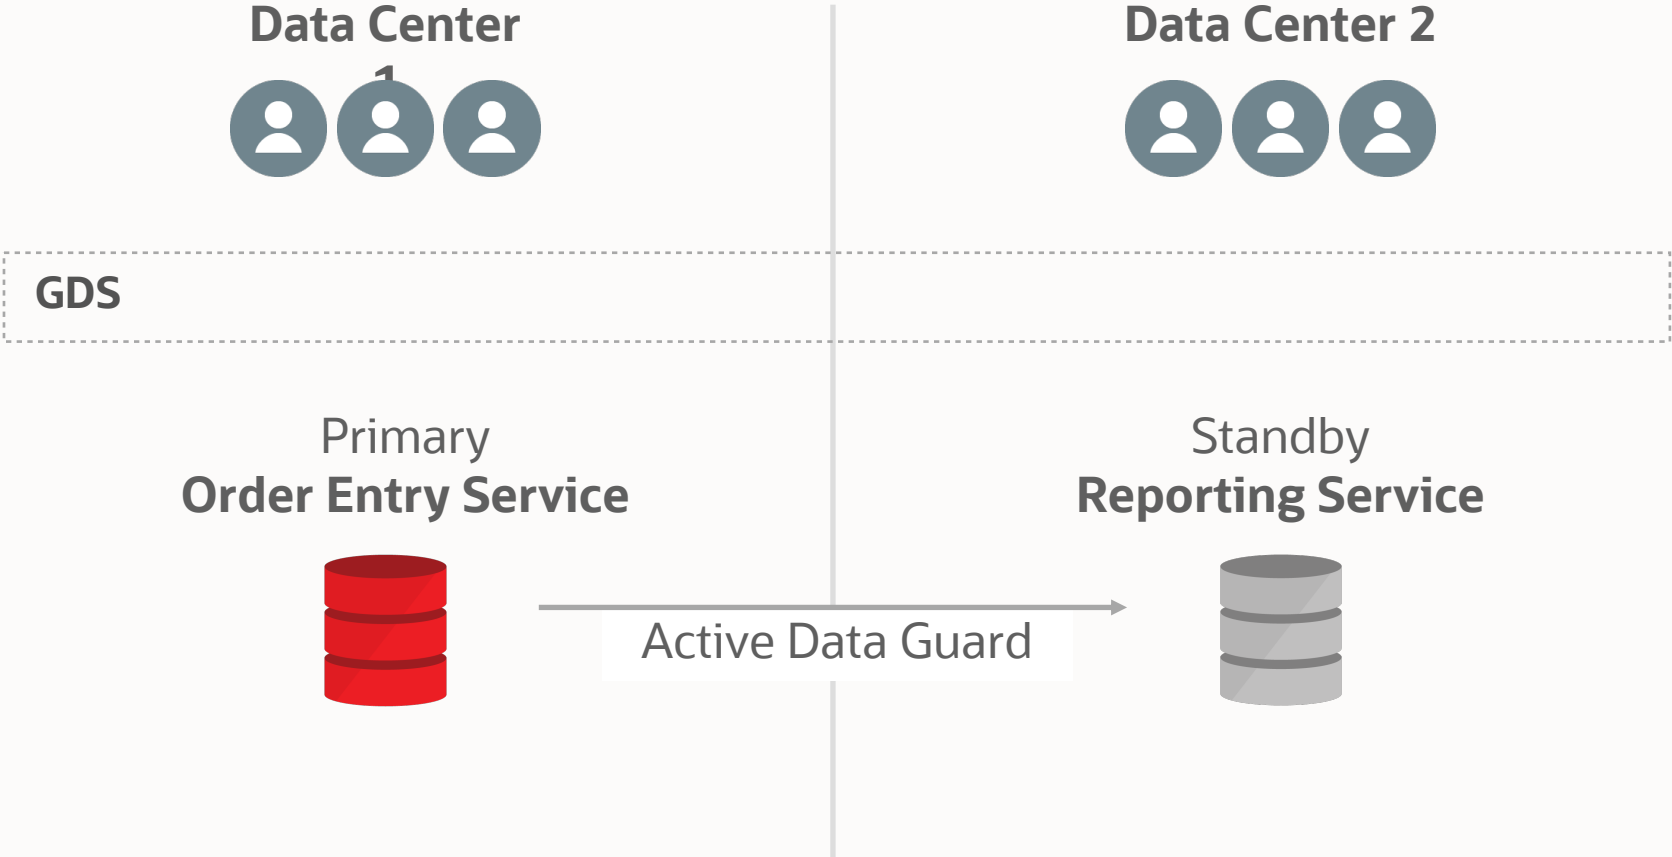 Data Center
1
Data Center 2
GDS
Primary
Order Entry Service
Standby
Reporting Service
Active Data Guard